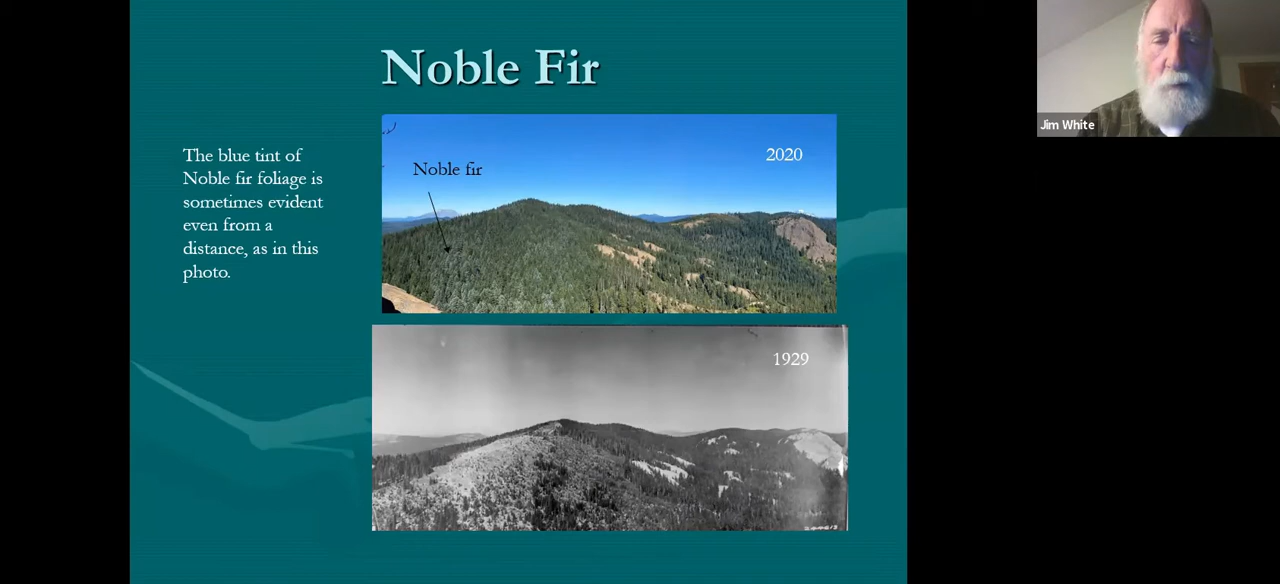 Noble Fir
The blue tint of
Noble fir foliage is
sometimes evident
even from a
distance, as in this
photo.
Noble fir
2020
1929
Jim White